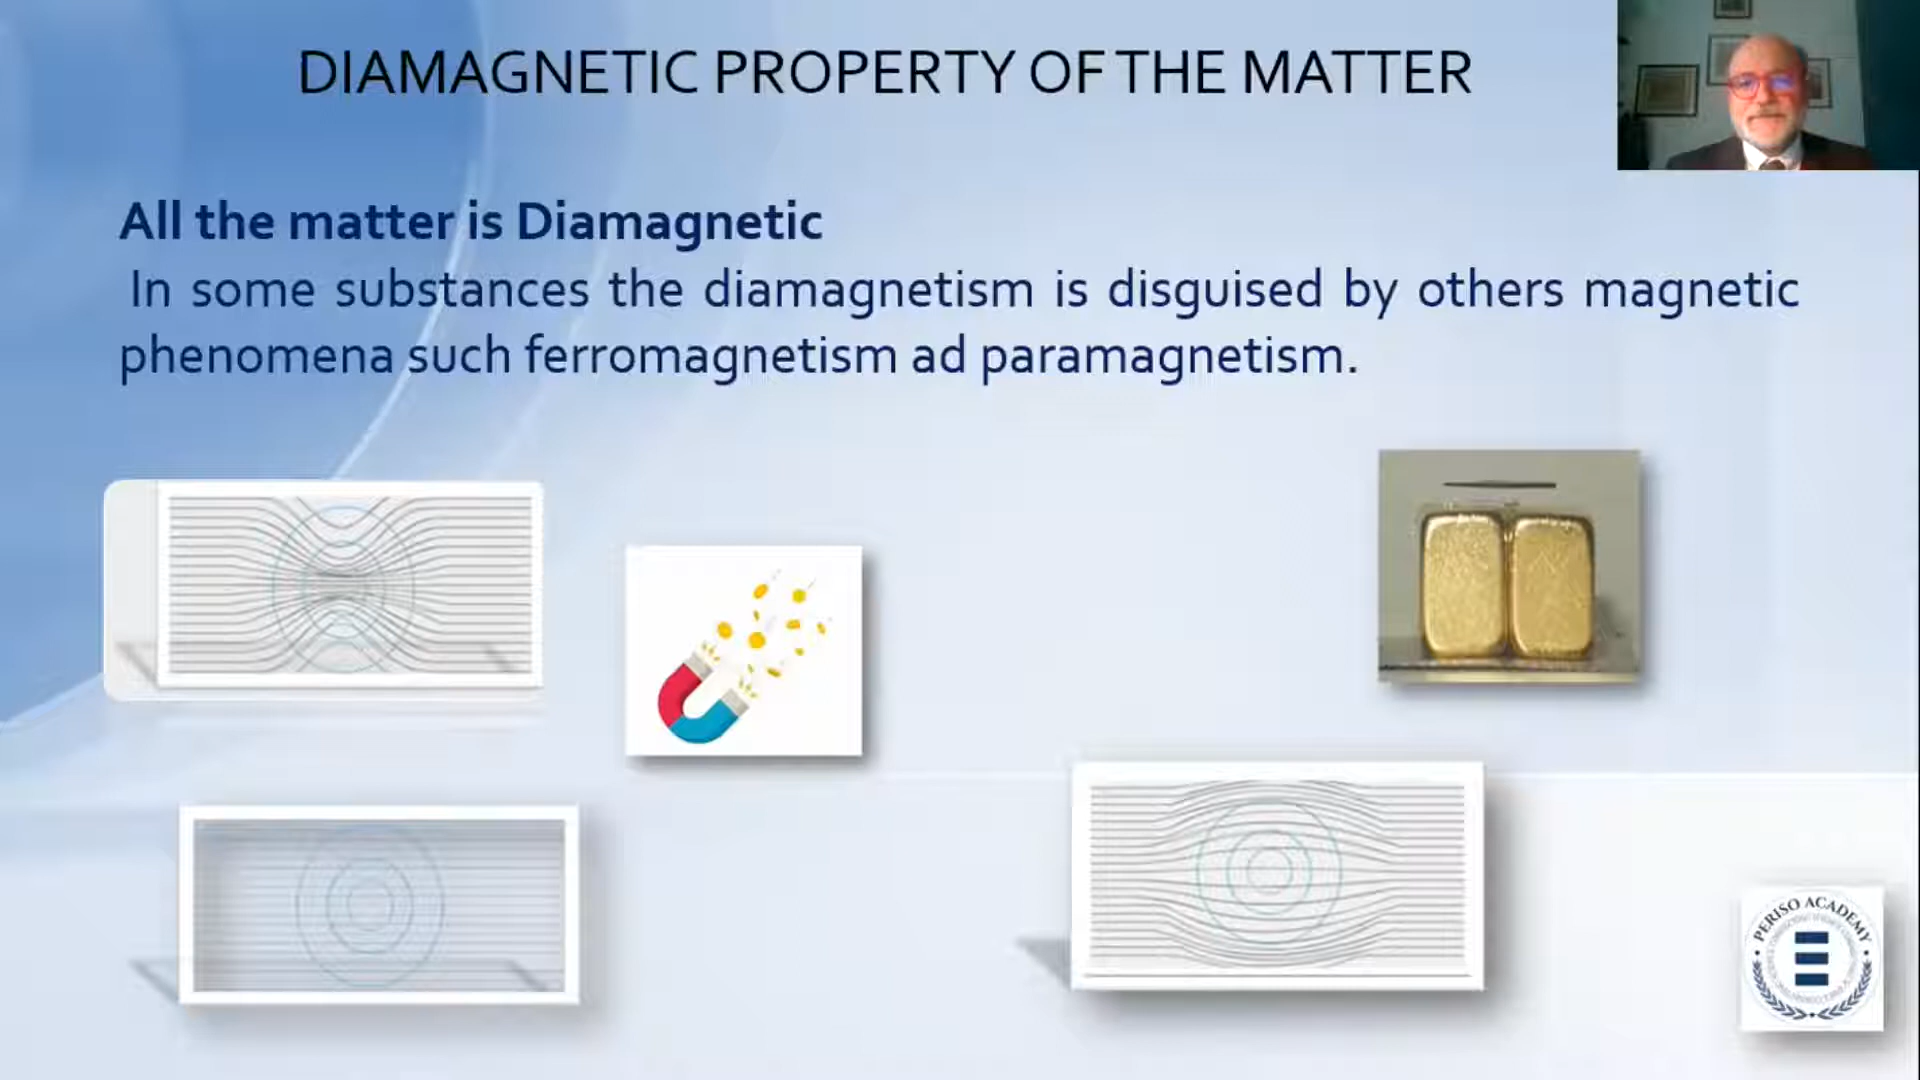 DIAMAGNETIC PROPERTY OF THE MATTER
All the matter is Diamagnetic
In some substances the diamagnetism is disguised by others magnetic
phenomena such ferromagnetism ad paramagnetism.
PERISO ACADEMY